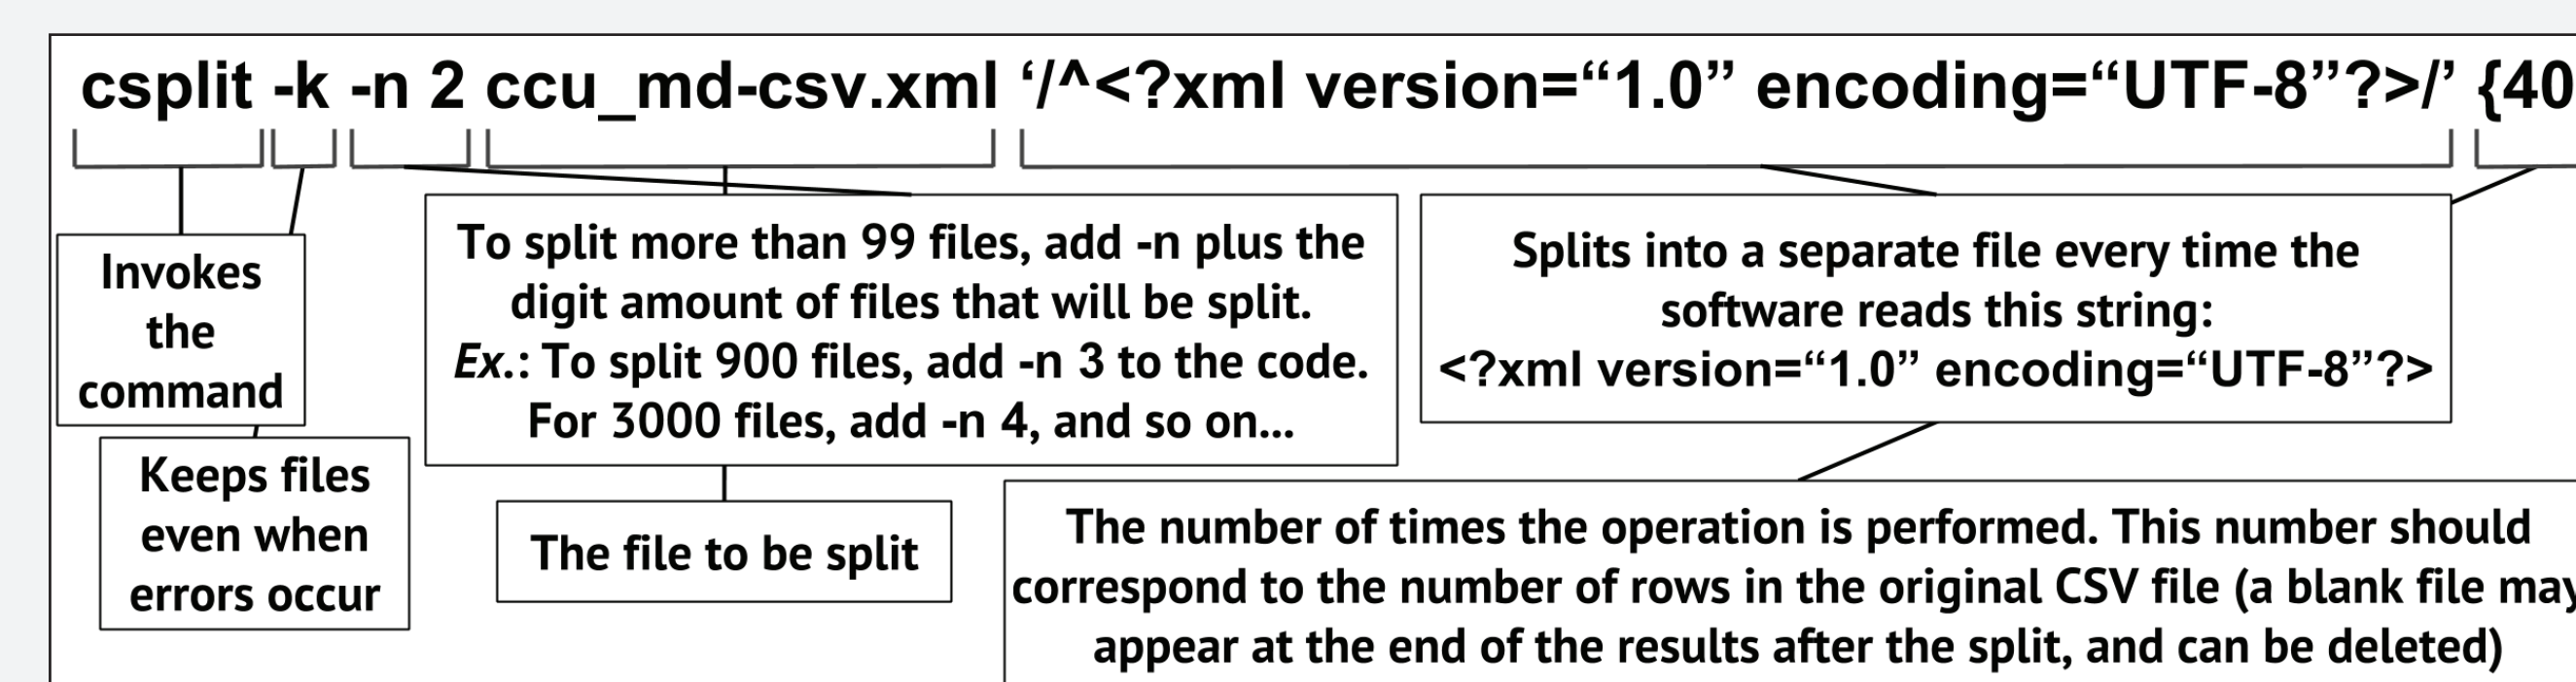 csplit -k -n 2 ccu_md-csv.xml ‘/^<?xml version=“1.0” encoding=“UTF-8”?>/’ {40
Invokes
the
command
Keeps files
even when
errors occur
To split more than 99 files, add -n plus the
digit amount of files that will be split.
Ex.: To split 900 files, add -n 3 to the code.
For 3000 files, add -n 4, and so on...
The file to be split
Splits into a separate file every time the
software reads this string:
<?xml version=“1.0” encoding=“UTF-8”?>
The number of times the operation is performed. This number should
correspond to the number of rows in the original CSV file (a blank file may
appear at the end of the results after the split, and can be deleted)